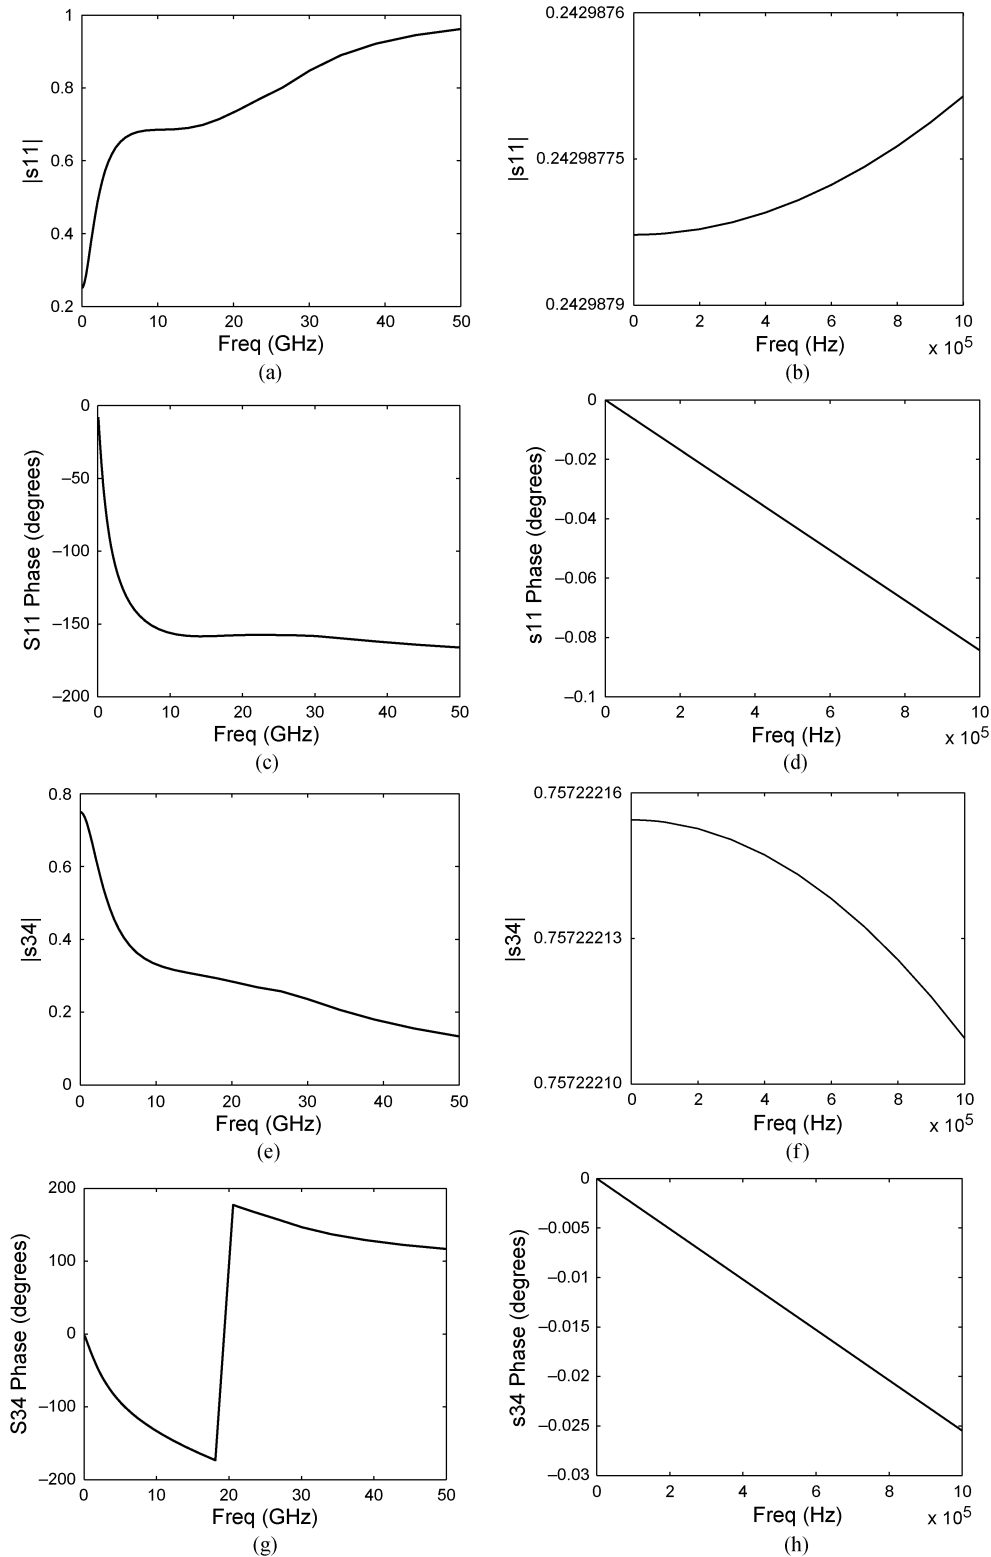 1
0.8
0.6
0.4
0.2
|s11|
0 10 20 30 40 50
Freq (GHz)
(a)
0.2429876
0.24298775
0.2429879
|s11|
0 2 4 6 8 10
Freq (Hz) x 10^5
(b)
0
–50
–100
–150
–200
S11 Phase (degrees)
0 10 20 30 40 50
Freq (GHz)
(c)
0
–0.02
–0.04
–0.06
–0.08
–0.1
s11 Phase (degrees)
0 2 4 6 8 10
Freq (Hz) x 10^5
(d)
0.8
0.6
0.4
0.2
0
|s34|
0 10 20 30 40 50
Freq (GHz)
(e)
0.75722216
0.75722213
0.75722210
|s34|
0 2 4 6 8 10
Freq (Hz) x 10^5
(f)
200
100
0
–100
–200
S34 Phase (degrees)
0 10 20 30 40 50
Freq (GHz)
(g)
0
–0.005
–0.01
–0.015
–0.02
–0.025
–0.03
s34 Phase (degrees)
0 2 4 6 8 10
Freq (Hz) x 10^5
(h)